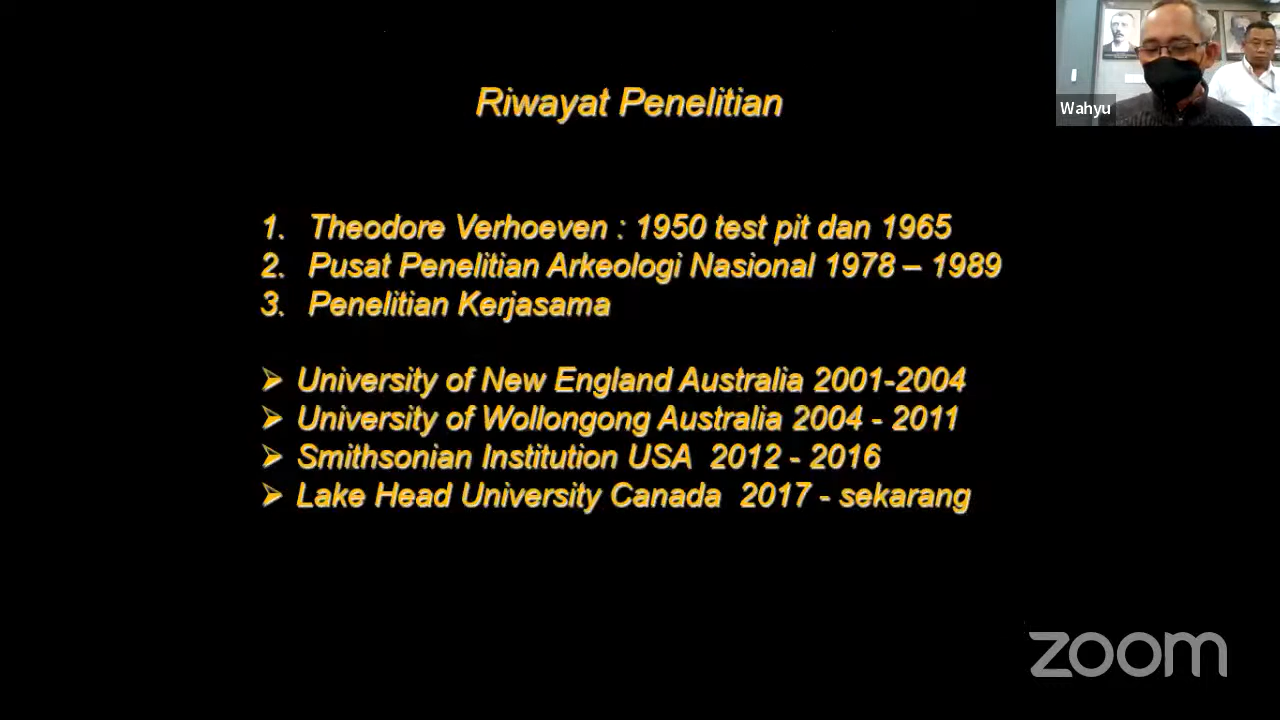 Riwayat Penelitian
Wahyu
1. Theodore Verhoeven : 1950 test pit dan 1965
2. Pusat Penelitian Arkeologi Nasional 1978 – 1989
3. Penelitian Kerjasama
➢ University of New England Australia 2001-2004
➢ University of Wollongong Australia 2004 - 2011
➢ Smithsonian Institution USA 2012 - 2016
➢ Lake Head University Canada 2017 - sekarang
zoom